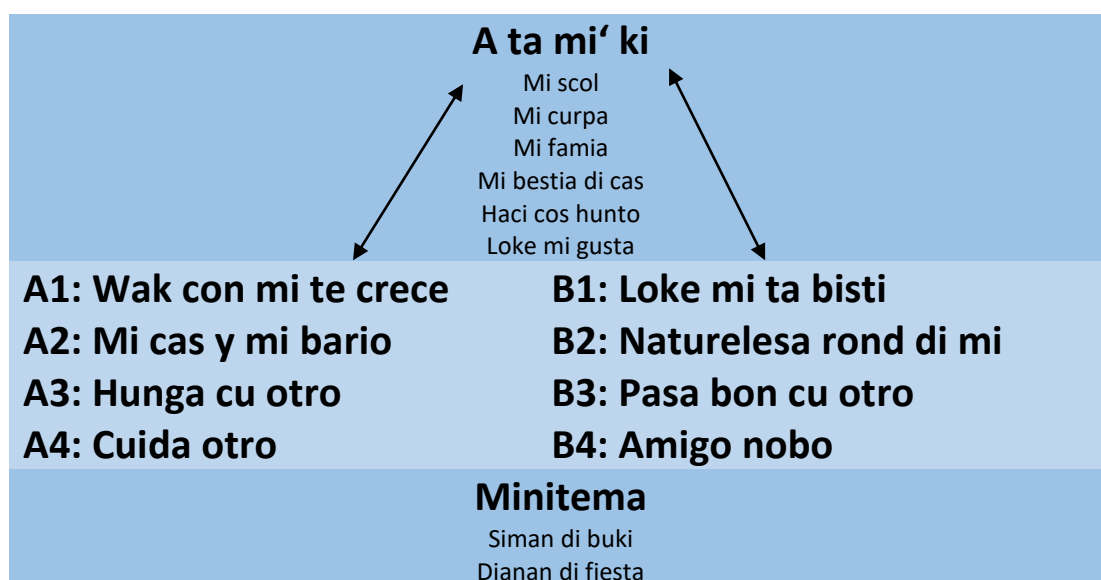 A ta mi‘ ki
Mi scol
Mi curpa
Mi famia
Mi bestia di cas
Haci cos hunto
Loke mi gusta
A1: Wak con mi te crece
B1: Loke mi ta bisti
A2: Mi cas y mi bario
B2: Naturelesa rond di mi
A3: Hunga cu otro
B3: Pasa bon cu otro
A4: Cuida otro
B4: Amigo nobo
Minitema
Siman di buki
Dianan di fiesta